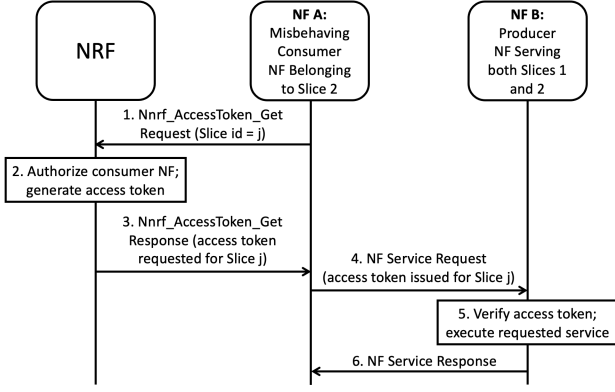 NRF
NF A:
Misbehaving
Consumer
NF Belonging
to Slice 2
NF B:
Producer
NF Serving
both Slices 1
and 2
1. Nnrf_AccessToken_Get
Request (Slice id = j)
2. Authorize consumer NF;
generate access token
3. Nnrf_AccessToken_Get
Response (access token
requested for Slice j)
4. NF Service Request
(access token issued for Slice j)
5. Verify access token;
execute requested service
6. NF Service Response